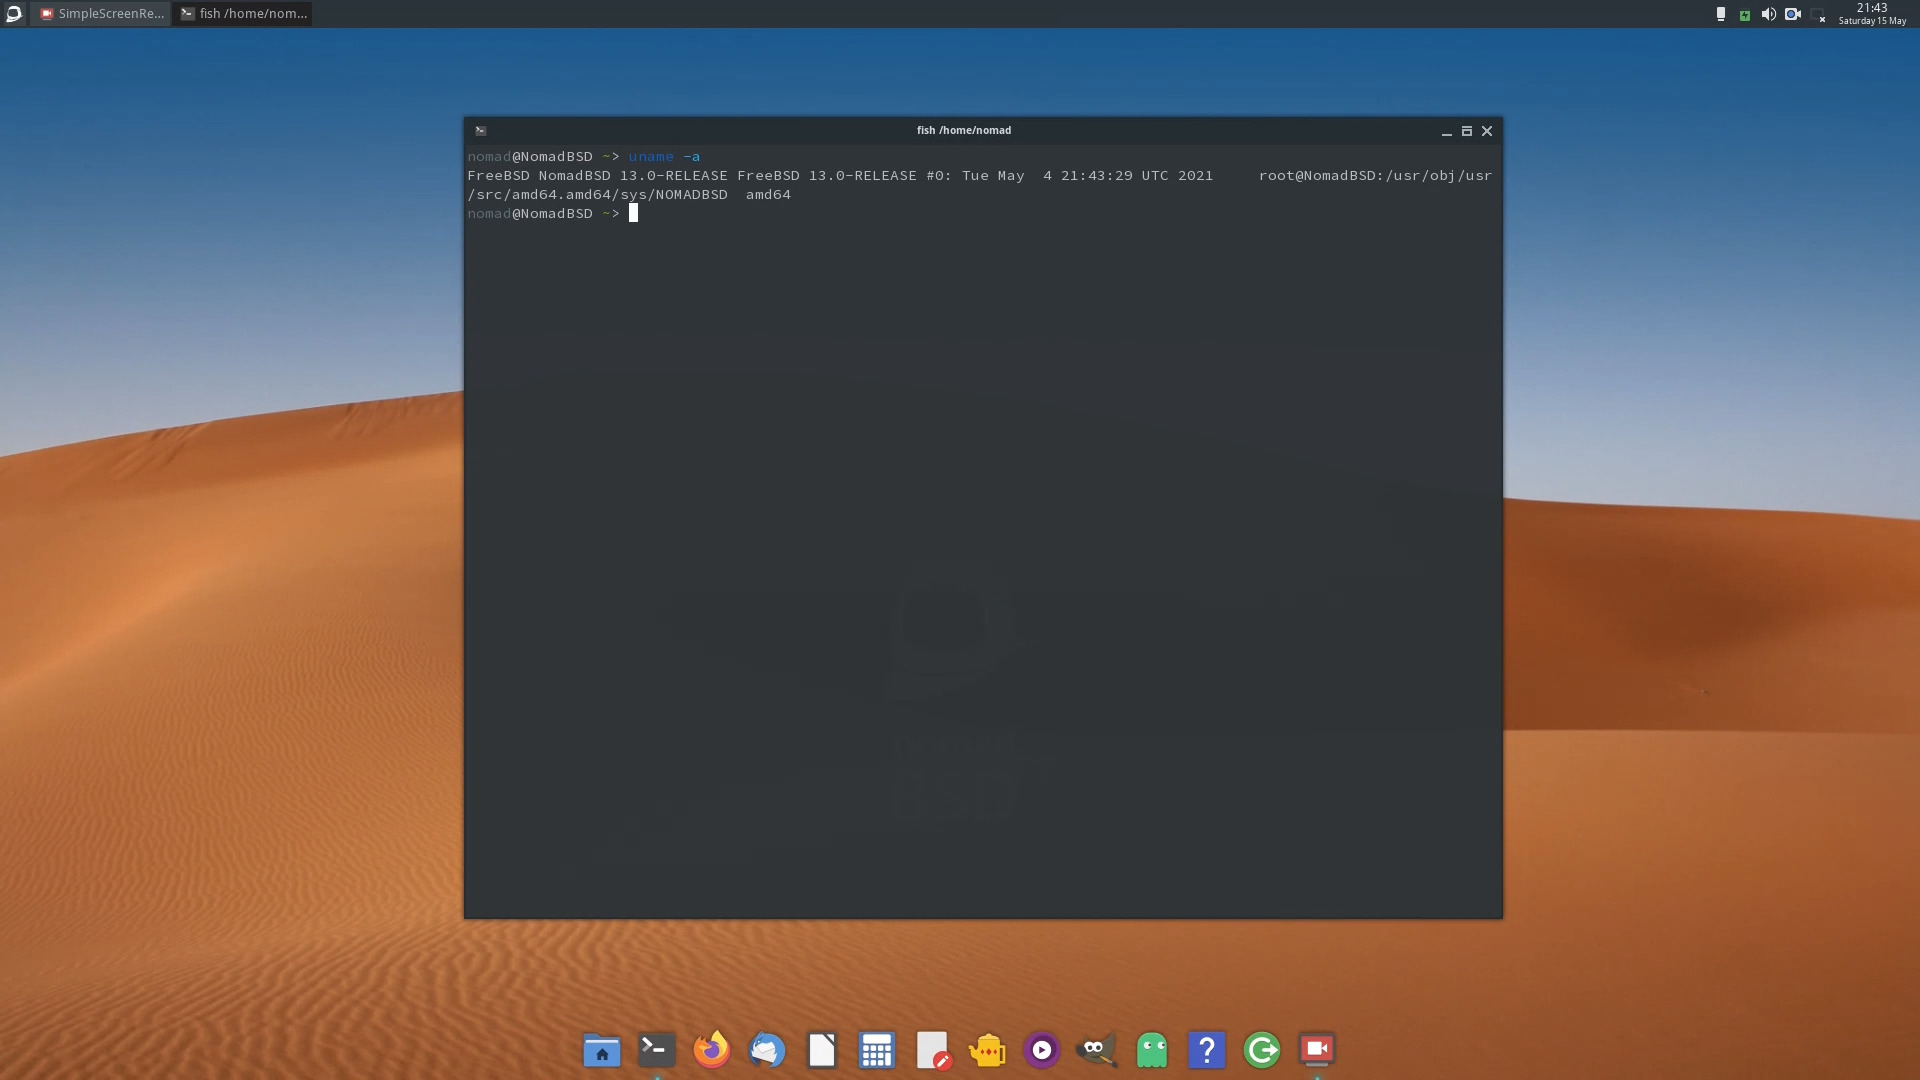 SimpleScreenRe...
fish /home/nom...
21:43
Saturday 15 May
fish /home/nomad
nomad@NomadBSD ~> uname -a
FreeBSD NomadBSD 13.0-RELEASE FreeBSD 13.0-RELEASE #0: Tue May  4 21:43:29 UTC 2021     root@NomadBSD:/usr/obj/usr
/src/amd64.amd64/sys/NOMADBSD  amd64
nomad@NomadBSD ~>
nomad
BSD